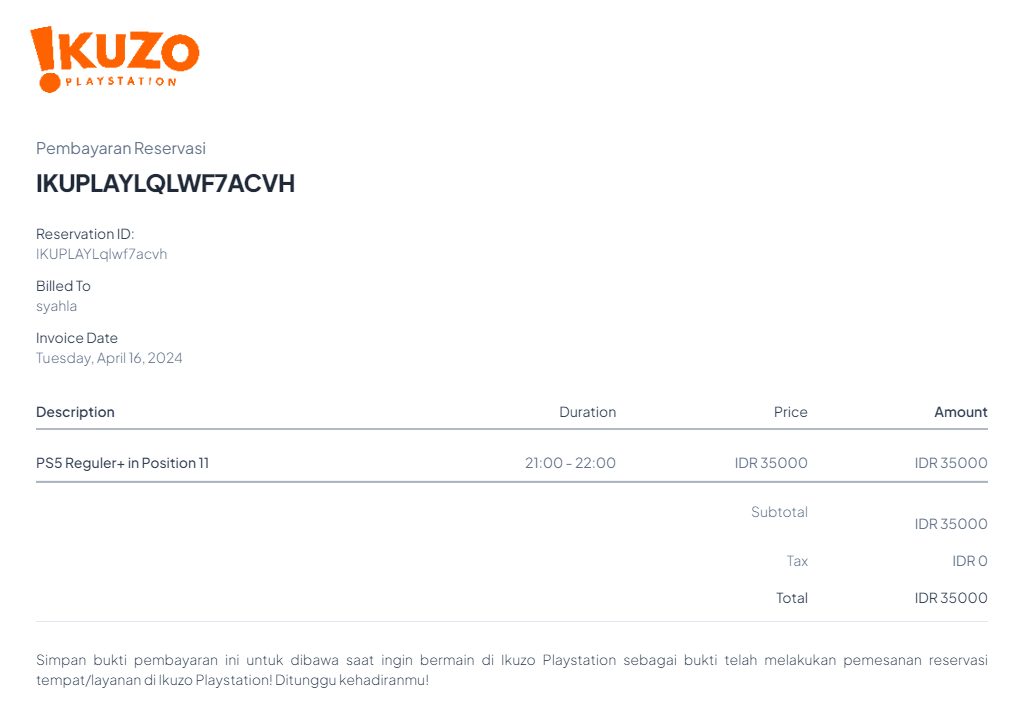 !KUZO
PLAYSTATION
Pembayaran Reservasi
IKUPLAYLQLWF7ACVH
Reservation ID:
IKUPLAYLqlwf7acvh
Billed To
syahla
Invoice Date
Tuesday, April 16, 2024
Description Duration Price Amount
PS5 Reguler+ in Position 11 21:00 - 22:00 IDR 35000 IDR 35000
Subtotal IDR 35000
Tax IDR 0
Total IDR 35000
Simpan bukti pembayaran ini untuk dibawa saat ingin bermain di Ikuzo Playstation sebagai bukti telah melakukan pemesanan reservasi
tempat/layanan di Ikuzo Playstation! Ditunggu kehadiranmu!